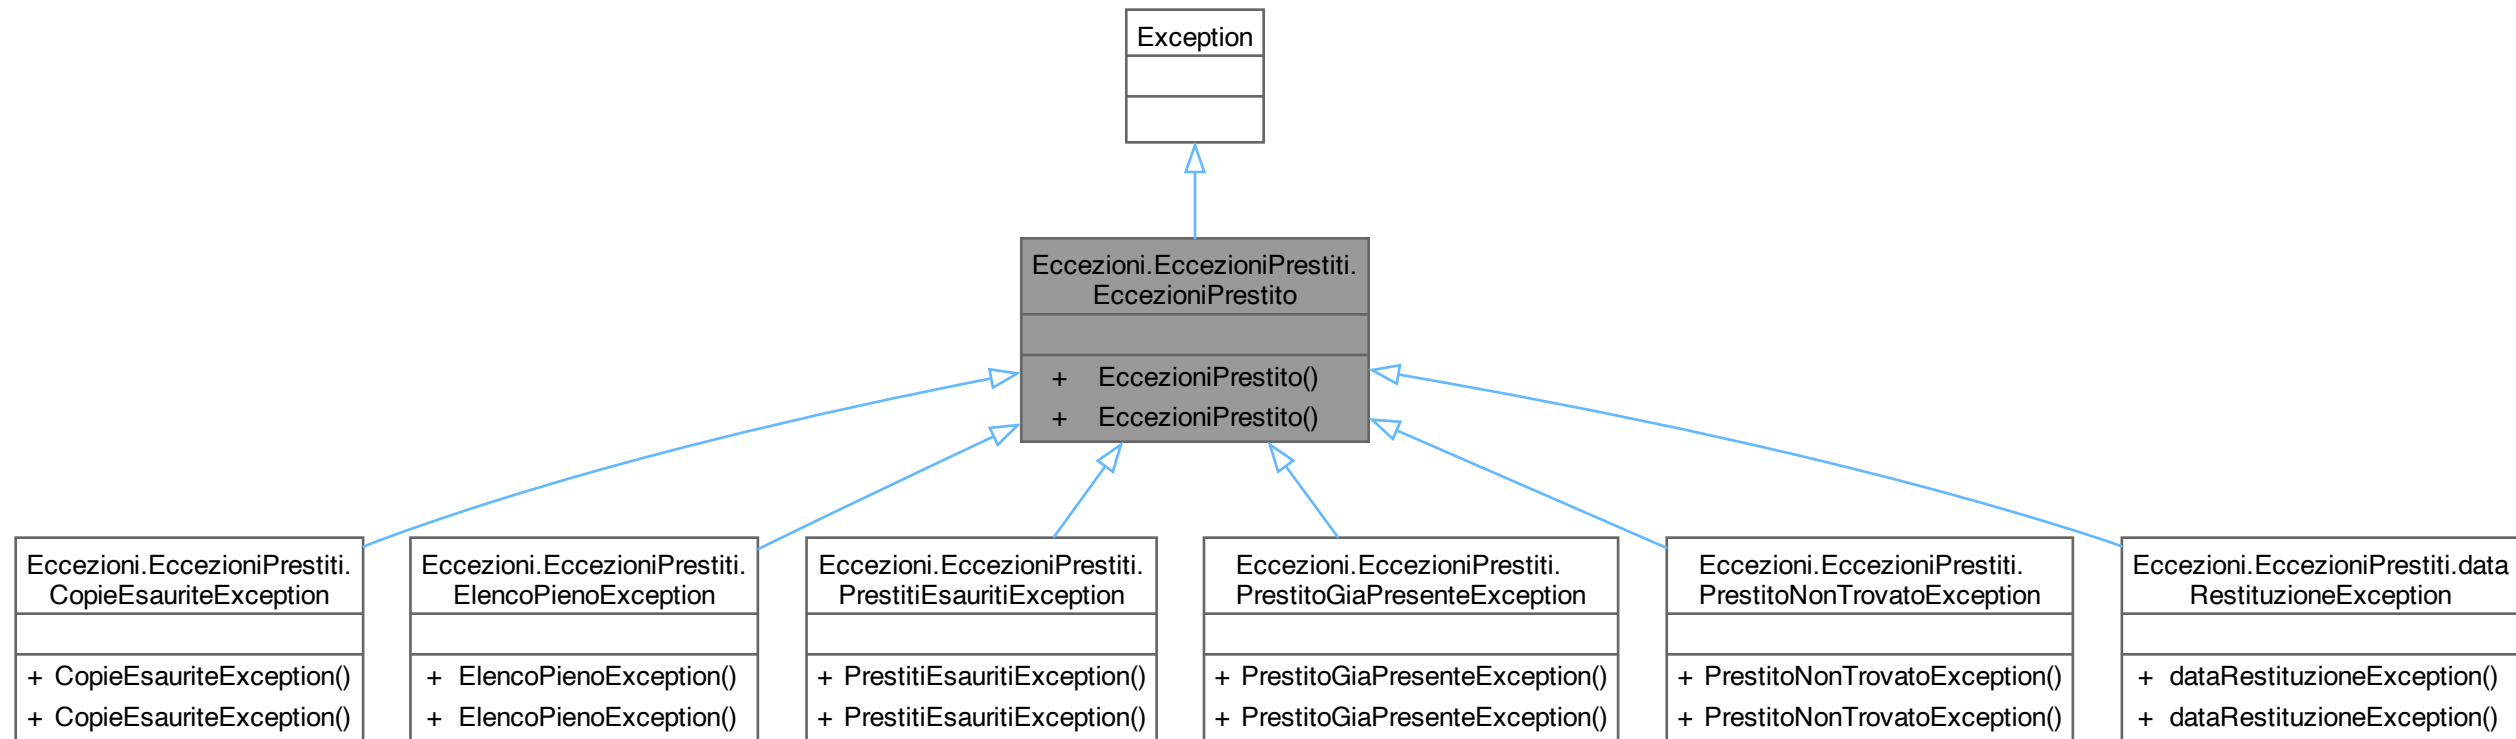 Exception
Eccezioni.EccezioniPrestiti.
EccezioniPrestito
+ EccezioniPrestito()
+ EccezioniPrestito()
Eccezioni.EccezioniPrestiti.
CopieEsauriteException
+ CopieEsauriteException()
+ CopieEsauriteException()
Eccezioni.EccezioniPrestiti.
ElencoPienoException
+ ElencoPienoException()
+ ElencoPienoException()
Eccezioni.EccezioniPrestiti.
PrestitiEsauritiException
+ PrestitiEsauritiException()
+ PrestitiEsauritiException()
Eccezioni.EccezioniPrestiti.
PrestitoGiaPresenteException
+ PrestitoGiaPresenteException()
+ PrestitoGiaPresenteException()
Eccezioni.EccezioniPrestiti.
PrestitoNonTrovatoException
+ PrestitoNonTrovatoException()
+ PrestitoNonTrovatoException()
Eccezioni.EccezioniPrestiti.data
RestituzioneException
+ dataRestituzioneException()
+ dataRestituzioneException()